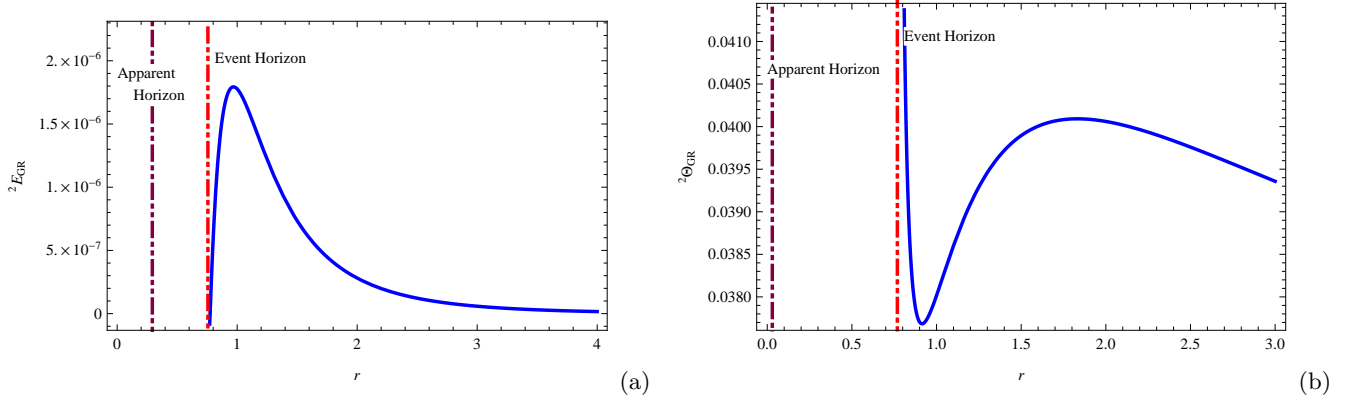 2.×10⁻⁶
1.5×10⁻⁶
1.×10⁻⁶
5.×10⁻⁷
0
²E_GR
Apparent
Horizon
Event Horizon
0 1 2 3 4
r
(a)
0.0410
0.0405
0.0400
0.0395
0.0390
0.0385
0.0380
²Θ_GR
Event Horizon
Apparent Horizon
0.0 0.5 1.0 1.5 2.0 2.5 3.0
r
(b)